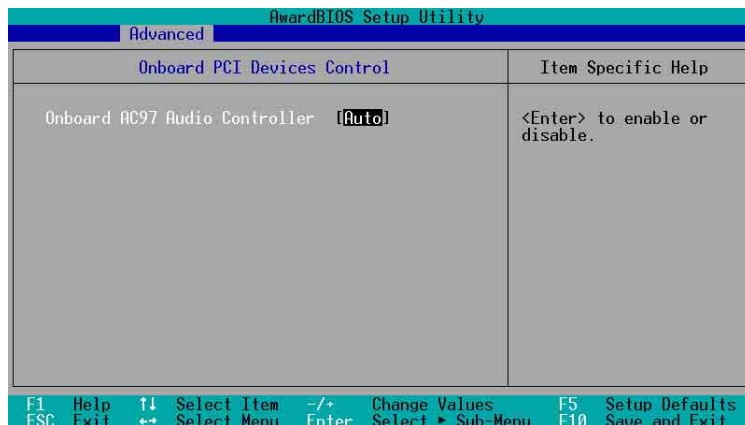 AwardBIOS Setup Utility
Advanced
Onboard PCI Devices Control
Item Specific Help
Onboard AC97 Audio Controller [Auto]
<Enter> to enable or
disable.
F1 Help ↑↓ Select Item -/+ Change Values F5 Setup Defaults
ESC Exit ←→ Select Menu Enter Select ► Sub-Menu F10 Save and Exit